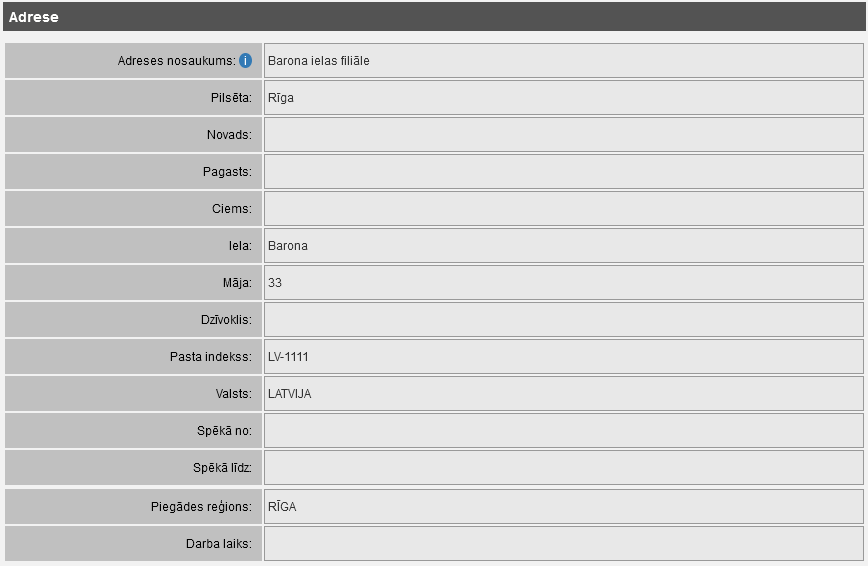 Adrese
Adreses nosaukums: i Barona ielas filiāle
Pilsēta: Rīga
Novads:
Pagasts:
Ciems:
Iela: Barona
Māja: 33
Dzīvoklis:
Pasta indekss: LV-1111
Valsts: LATVIJA
Spēkā no:
Spēkā līdz:
Piegādes reģions: RĪGA
Darba laiks: